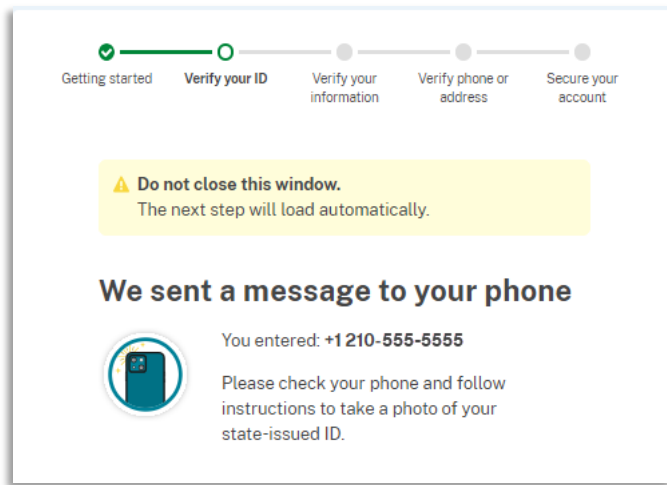 Getting started
Verify your ID
Verify your
information
Verify phone or
address
Secure your
account
Do not close this window.
The next step will load automatically.
We sent a message to your phone
You entered: +1 210-555-5555
Please check your phone and follow
instructions to take a photo of your
state-issued ID.